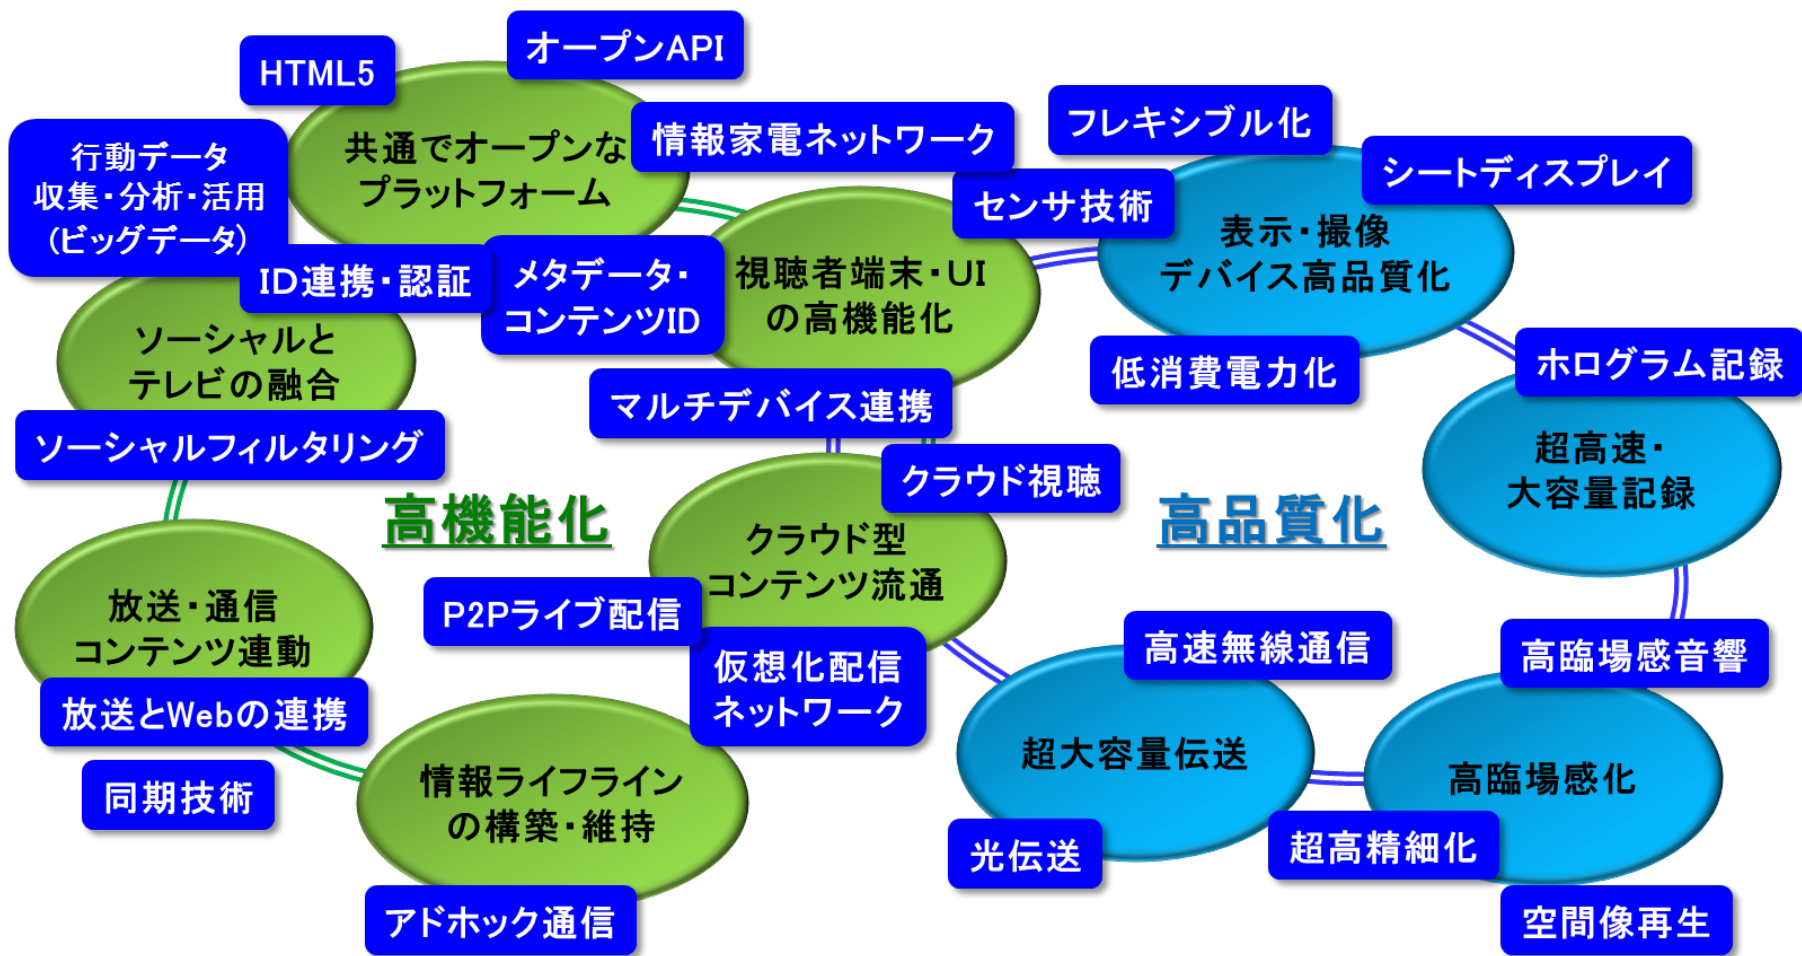 オープンAPI
HTML5
共通でオープンな
プラットフォーム
情報家電ネットワーク
行動データ
収集・分析・活用
(ビッグデータ)
ID連携・認証
メタデータ・
コンテンツID
視聴者端末・UI
の高機能化
センサ技術
フレキシブル化
シートディスプレイ
表示・撮像
デバイス高品質化
低消費電力化
ホログラム記録
超高速・
大容量記録
ソーシャルと
テレビの融合
ソーシャルフィルタリング
マルチデバイス連携
クラウド視聴
高機能化
高品質化
クラウド型
コンテンツ流通
P2Pライブ配信
仮想化配信
ネットワーク
放送・通信
コンテンツ連動
放送とWebの連携
同期技術
情報ライフライン
の構築・維持
アドホック通信
高速無線通信
超大容量伝送
光伝送
高臨場感音響
高臨場感化
超高精細化
空間像再生